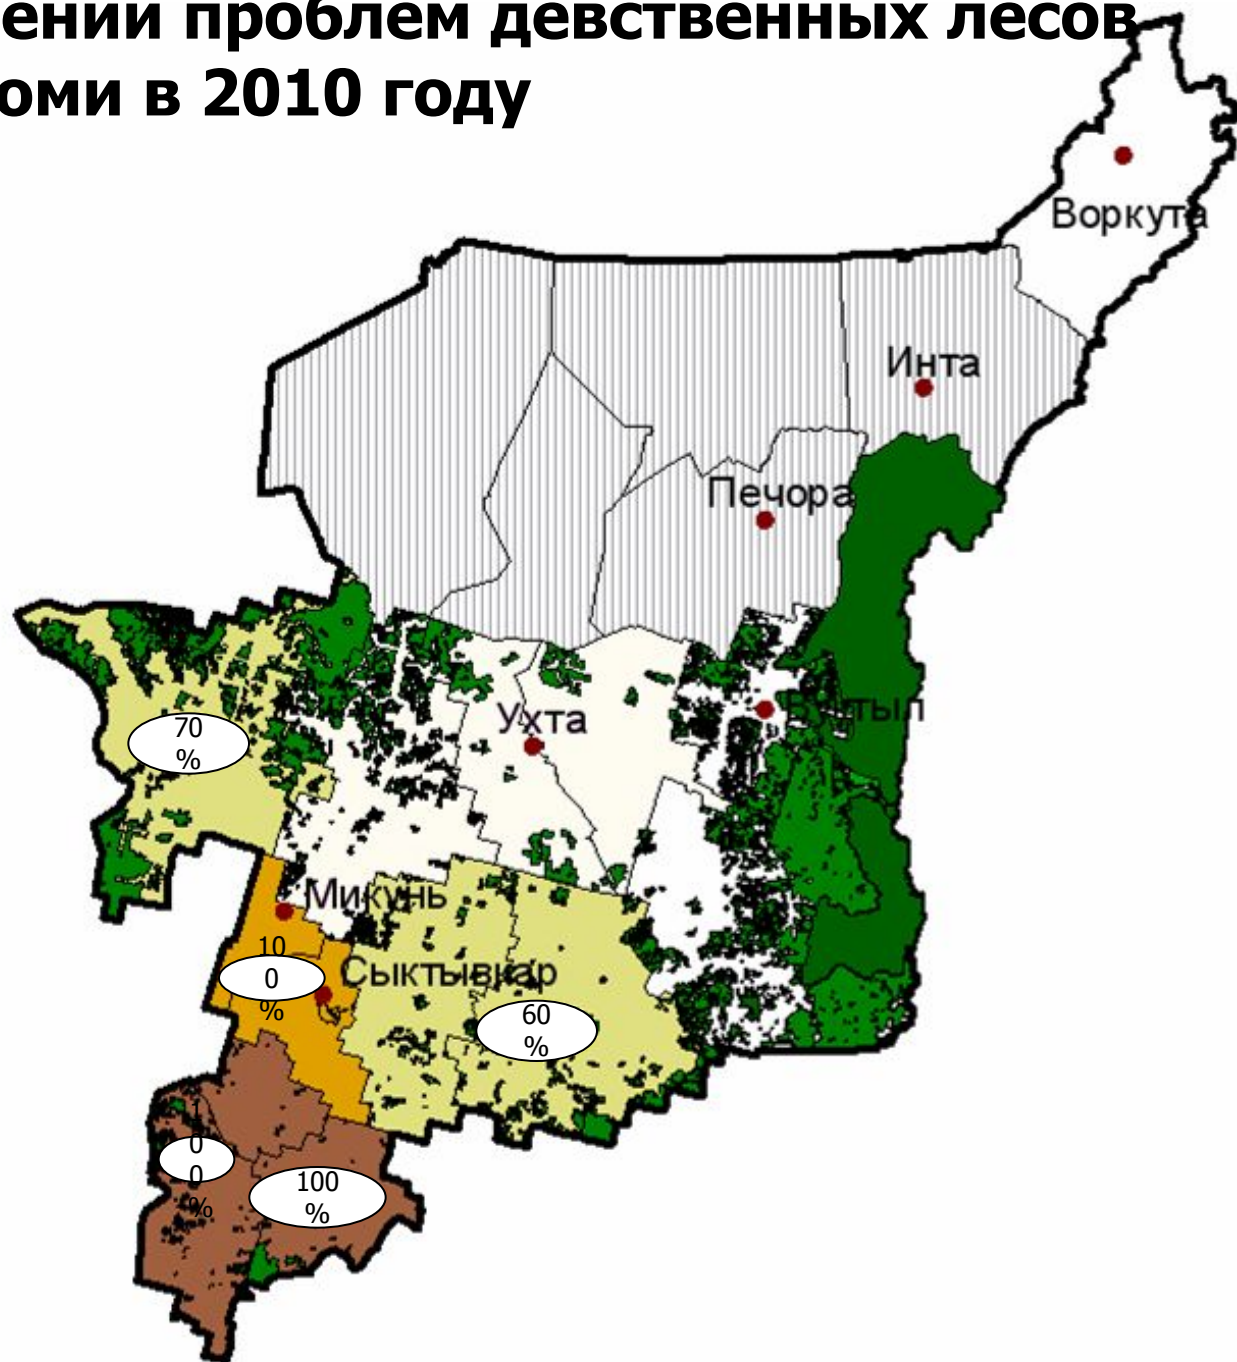 ении проблем девственных лесов
оми в 2010 году
Воркута
Инта
Печора
Ухта
70
%
Микунь
10
0
%
Сыктывкар
60
%
1
0
0
%
100
%